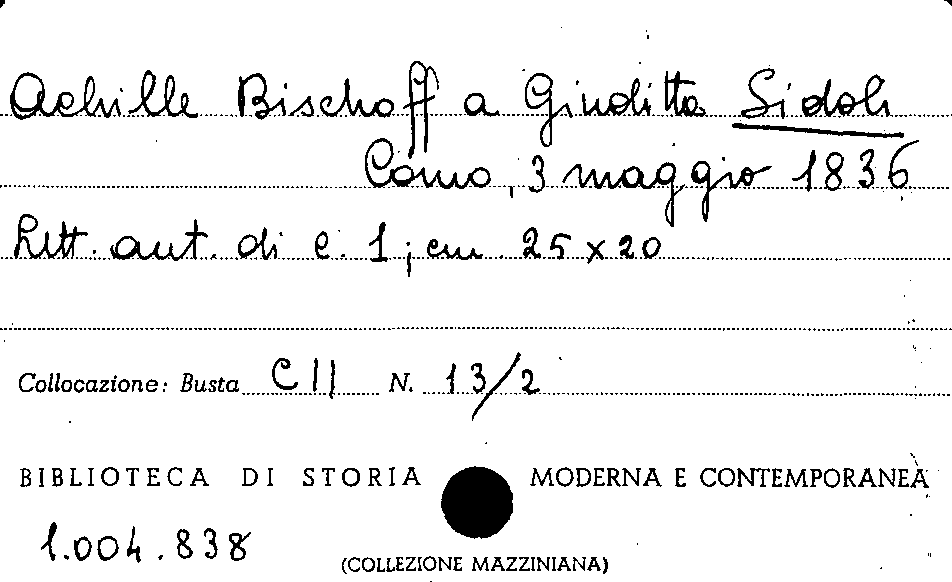 Achille Bischoff a Giuditta Sidoli
Como, 3 maggio 1836
Lett. aut. di c. 1; cm 25 x 20
Collocazione: Busta C II N. 13/2
BIBLIOTECA DI STORIA MODERNA E CONTEMPORANEA
1.004.838
(COLLEZIONE MAZZINIANA)